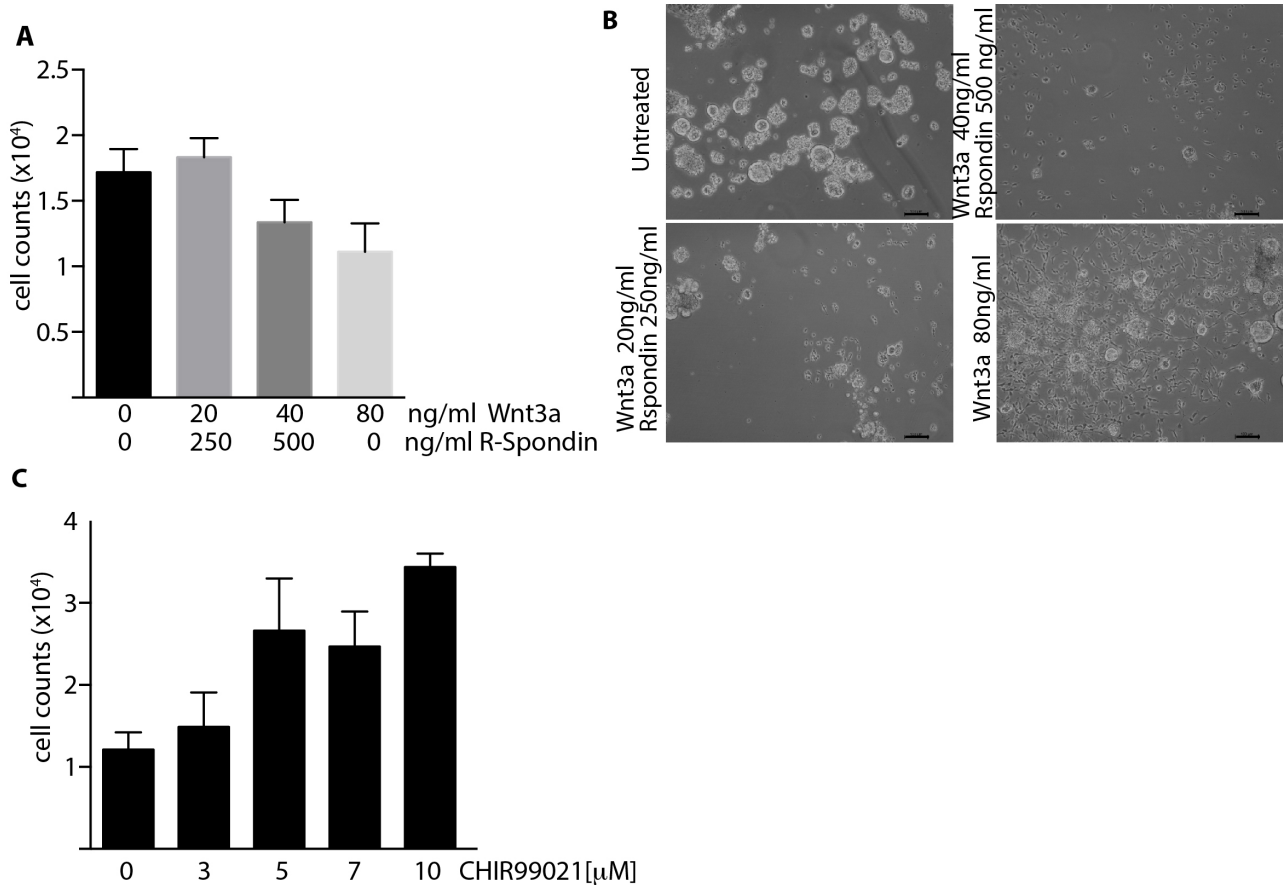 A
2.5
2
1.5
1
0.5
cell counts (x10⁴)
0 20 40 80 ng/ml Wnt3a
0 250 500 0 ng/ml R-Spondin
B
Untreated
Wnt3a 40ng/ml
Rspondin 500 ng/ml
Wnt3a 20ng/ml
Rspondin 250ng/ml
Wnt3a 80ng/ml
C
4
3
2
1
cell counts (x10⁴)
0 3 5 7 10 CHIR99021[μM]